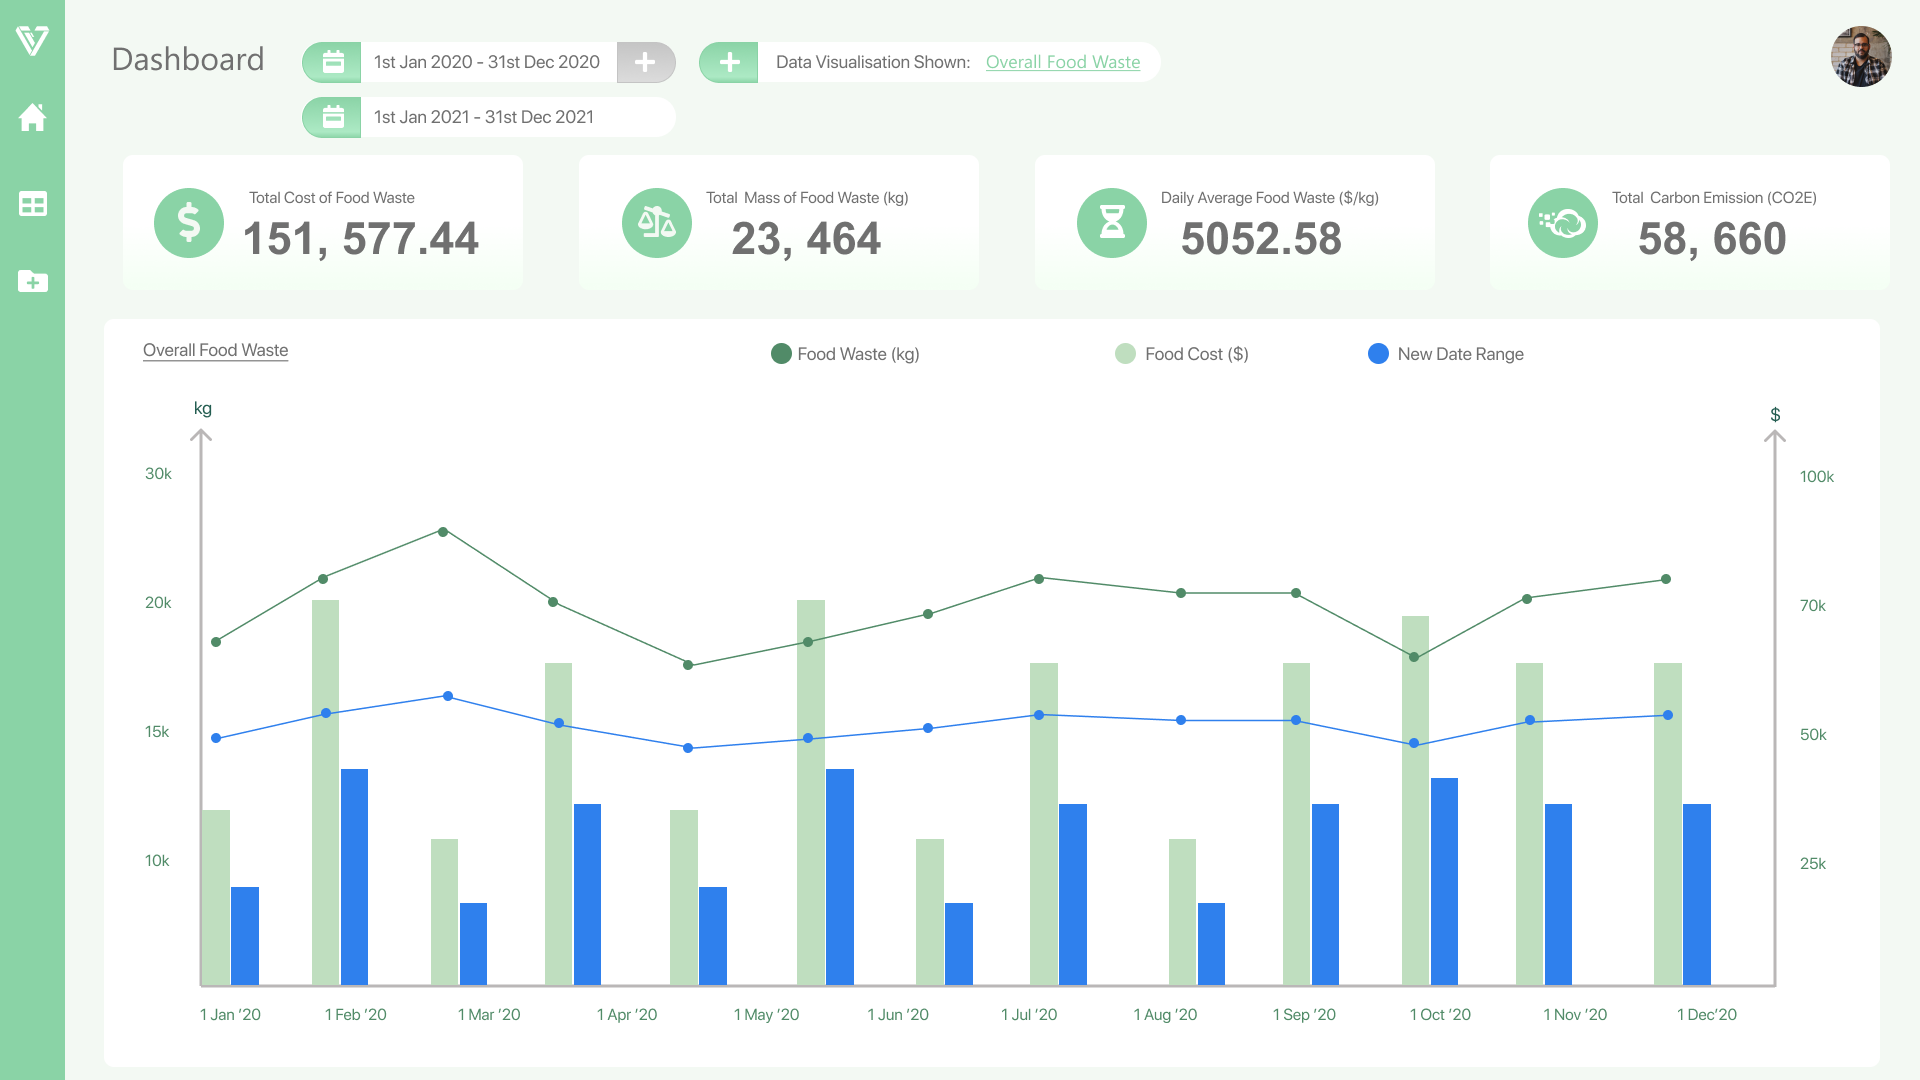 Dashboard
1st Jan 2020 - 31st Dec 2020
Data Visualisation Shown: Overall Food Waste
1st Jan 2021 - 31st Dec 2021
Total Cost of Food Waste
151, 577.44
Total Mass of Food Waste (kg)
23, 464
Daily Average Food Waste ($/kg)
5052.58
Total Carbon Emission (CO2E)
58, 660
Overall Food Waste
Food Waste (kg)
Food Cost ($)
New Date Range
kg
$
30k
100k
20k
70k
15k
50k
10k
25k
1 Jan '20
1 Feb '20
1 Mar '20
1 Apr '20
1 May '20
1 Jun '20
1 Jul '20
1 Aug '20
1 Sep '20
1 Oct '20
1 Nov '20
1 Dec'20